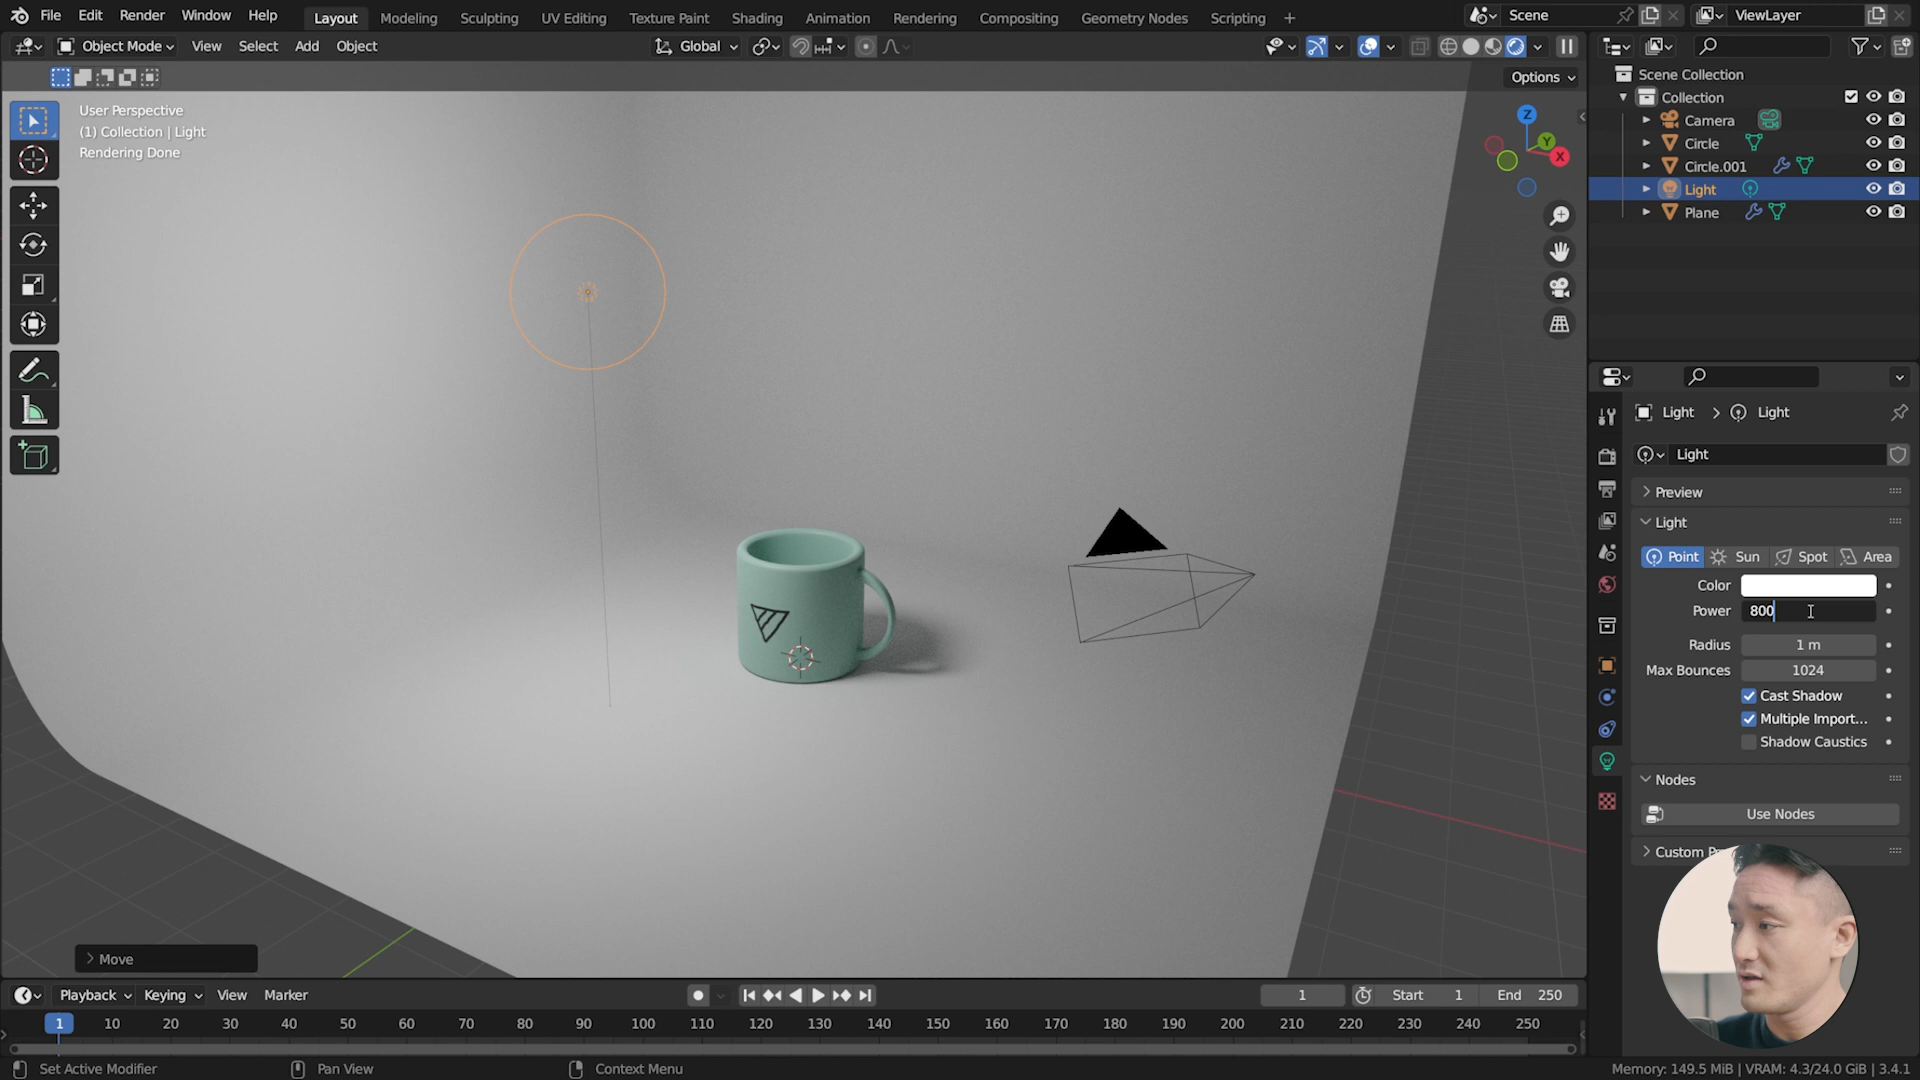 File Edit Render Window Help Layout Modeling Sculpting UV Editing Texture Paint Shading Animation Rendering Compositing Geometry Nodes Scripting + Scene ViewLayer
Object Mode View Select Add Object Global
Options
User Perspective
(1) Collection | Light
Rendering Done
Z
Y
X
Scene Collection
Collection
Camera
Circle
Circle.001
Light
Plane
Light > Light
Light
Preview
Light
Point Sun Spot Area
Color
Power 800
Radius 1 m
Max Bounces 1024
Cast Shadow
Multiple Import...
Shadow Caustics
Nodes
Use Nodes
Custom P
Move
Playback Keying View Marker 1 Start 1 End 250
1 10 20 30 40 50 60 70 80 90 100 110 120 130 140 150 160 170 180 190 200 210 220 230 240 250
Set Active Modifier Pan View Context Menu Memory: 149.5 MiB | VRAM: 4.3/24.0 GiB | 3.4.1